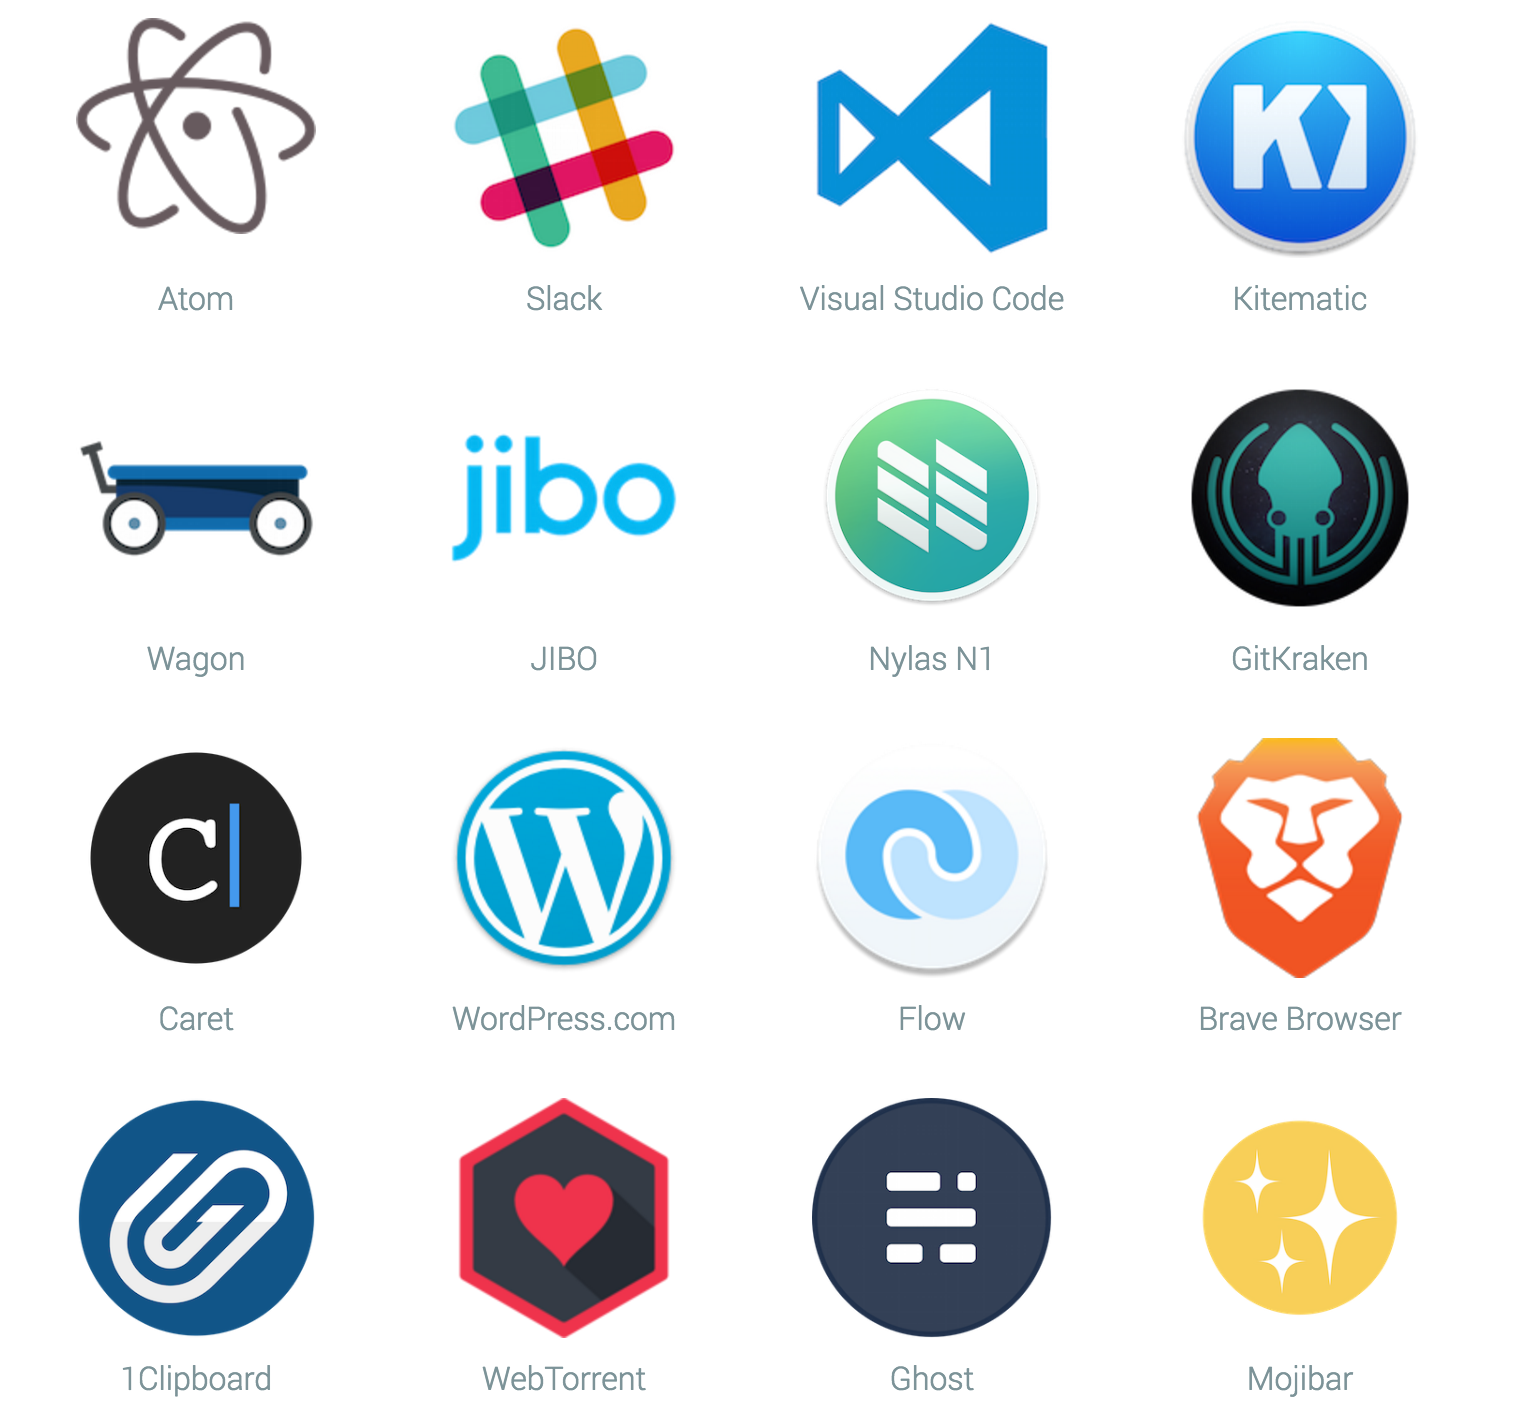 Atom
Slack
Visual Studio Code
Kitematic
jibo
Wagon
JIBO
Nylas N1
GitKraken
C
W
Caret
WordPress.com
Flow
Brave Browser
1Clipboard
WebTorrent
Ghost
Mojibar